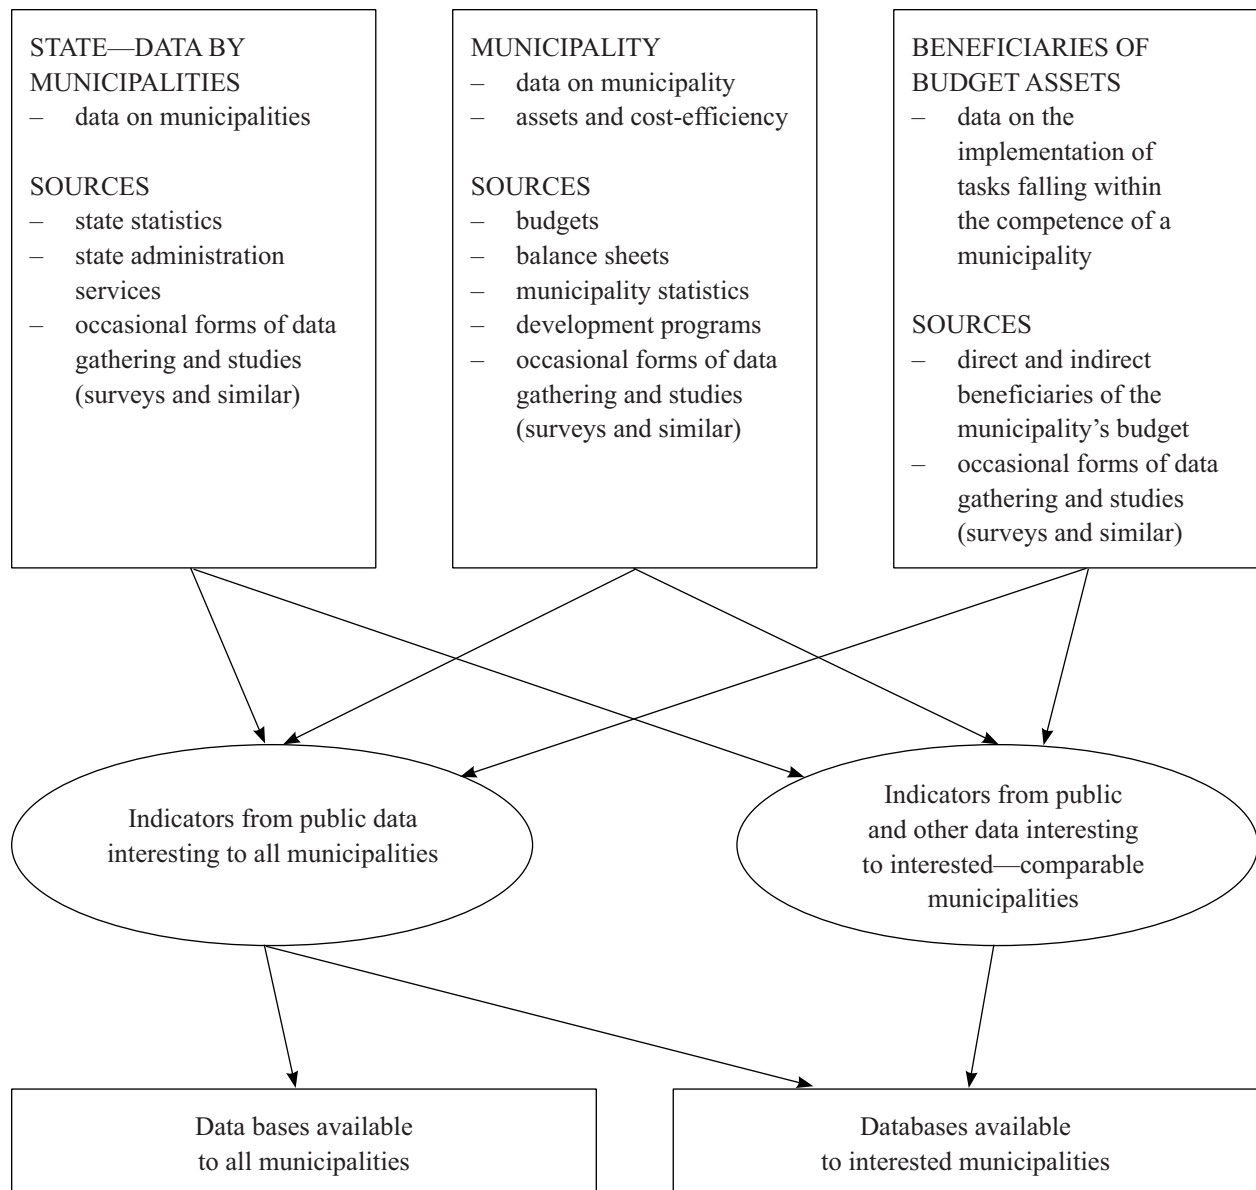 STATE—DATA BY
MUNICIPALITIES
– data on municipalities
SOURCES
– state statistics
– state administration
services
– occasional forms of data
gathering and studies
(surveys and similar)
MUNICIPALITY
– data on municipality
– assets and cost-efficiency
SOURCES
– budgets
– balance sheets
– municipality statistics
– development programs
– occasional forms of data
gathering and studies
(surveys and similar)
BENEFICIARIES OF
BUDGET ASSETS
– data on the
implementation of
tasks falling within
the competence of a
municipality
SOURCES
– direct and indirect
beneficiaries of the
municipality’s budget
– occasional forms of data
gathering and studies
(surveys and similar)
Indicators from public data
interesting to all municipalities
Indicators from public
and other data interesting
to interested—comparable
municipalities
Data bases available
to all municipalities
Databases available
to interested municipalities